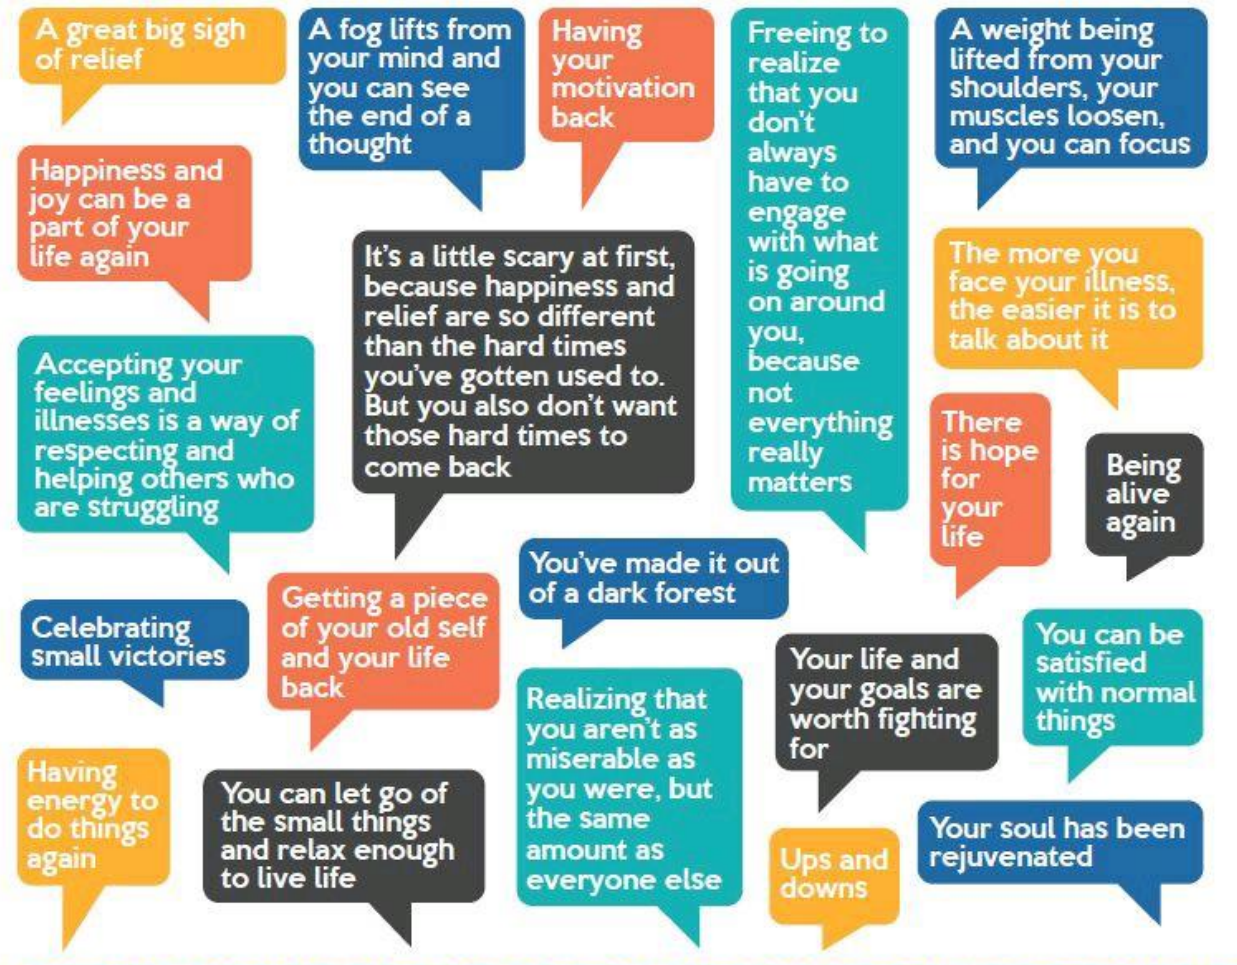 A great big sigh
of relief
A fog lifts from
your mind and
you can see
the end of a
thought
Having
your
motivation
back
Freeing to
realize
that you
don't
always
have to
engage
with what
is going
on around
you,
because
not
everything
really
matters
A weight being
lifted from your
shoulders, your
muscles loosen,
and you can focus
Happiness and
joy can be a
part of your
life again
It's a little scary at first,
because happiness and
relief are so different
than the hard times
you've gotten used to.
But you also don't want
those hard times to
come back
The more you
face your illness,
the easier it is to
talk about it
Accepting your
feelings and
illnesses is a way of
respecting and
helping others who
are struggling
There
is hope
for
your
life
Being
alive
again
You've made it out
of a dark forest
Celebrating
small victories
Getting a piece
of your old self
and your life
back
Realizing that
you aren't as
miserable as
you were, but
the same
amount as
everyone else
Your life and
your goals are
worth fighting
for
You can be
satisfied
with normal
things
Having
energy to
do things
again
You can let go of
the small things
and relax enough
to live life
Ups and
downs
Your soul has been
rejuvenated